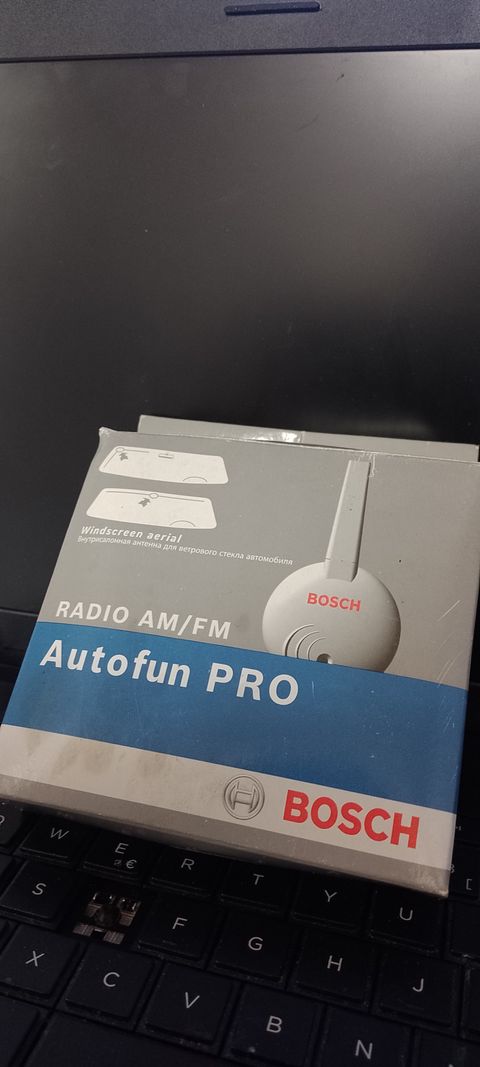 Windscreen aerial
Внутрисалонная антенна для ветрового стекла автомобиля
BOSCH
RADIO AM/FM
Autofun PRO
BOSCH
W
E
€
R
T
Y
U
S
F
G
H
J
X
C
V
B
N